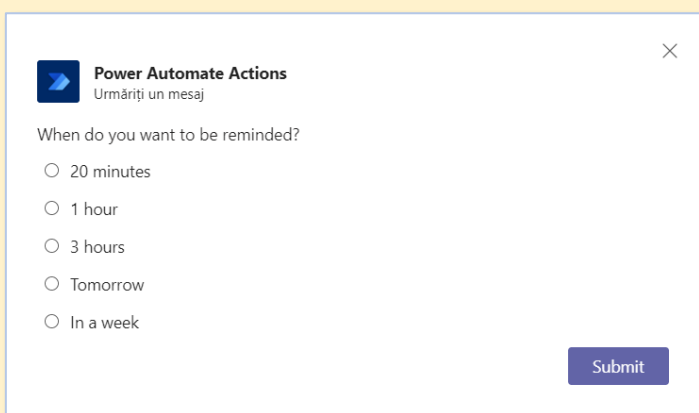 Power Automate Actions
Urmăriți un mesaj
When do you want to be reminded?
20 minutes
1 hour
3 hours
Tomorrow
In a week
Submit